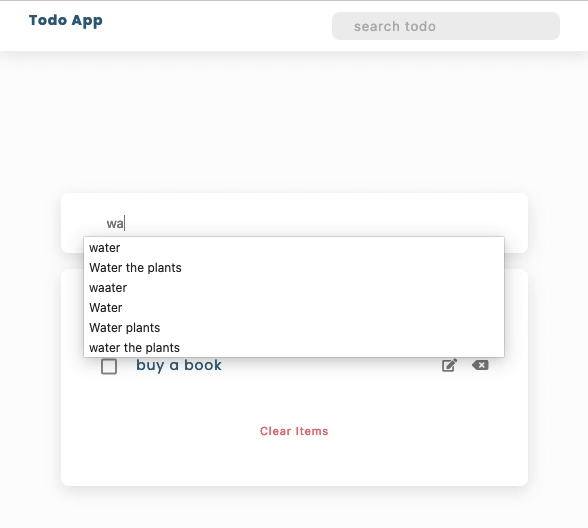 Todo App
search todo
wa
water
Water the plants
waater
Water
Water plants
water the plants
buy a book
Clear Items